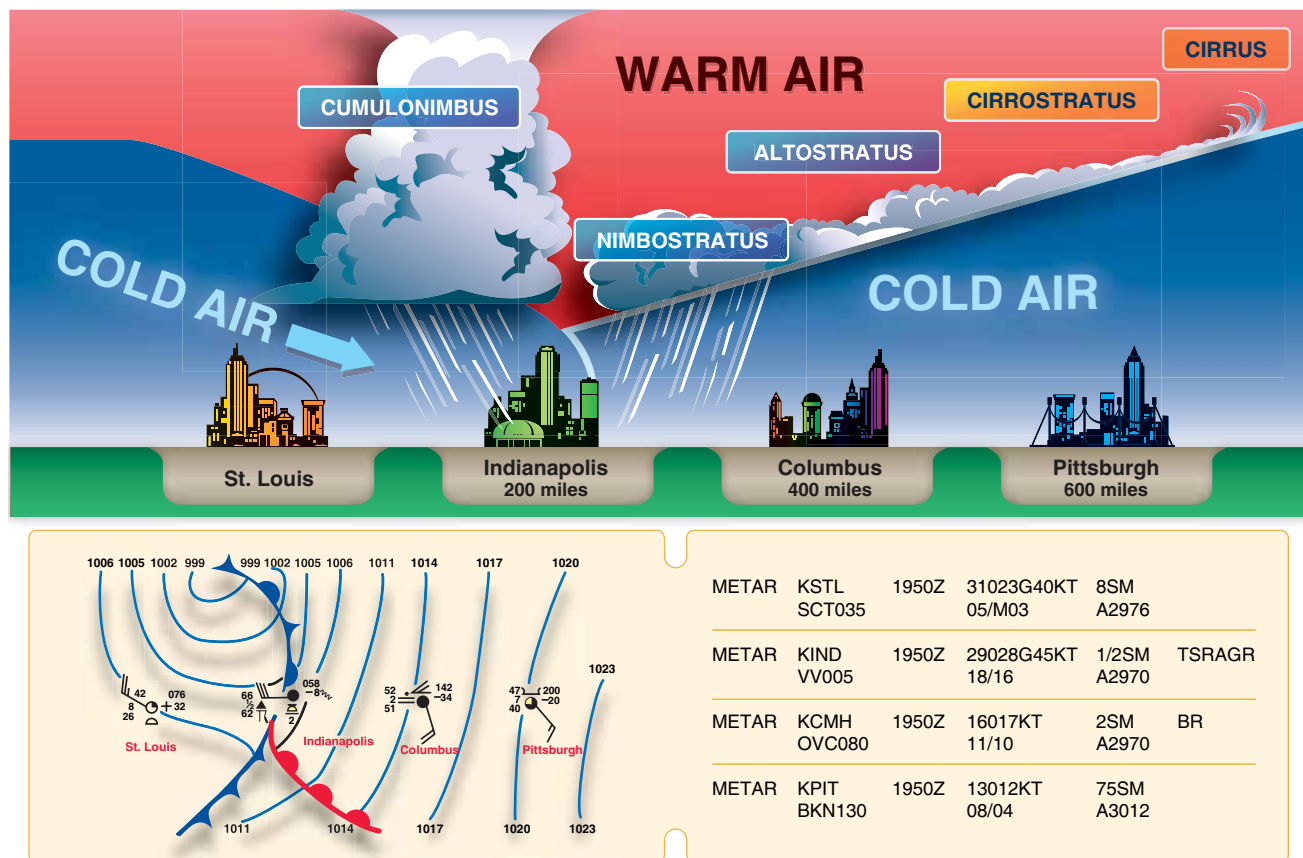 CIRRUS
WARM AIR
CIRROSTRATUS
CUMULONIMBUS
ALTOSTRATUS
NIMBOSTRATUS
COLD AIR
COLD AIR
St. Louis
Indianapolis
200 miles
Columbus
400 miles
Pittsburgh
600 miles
1006 1005 1002 999 999 1002 1005 1006 1011 1014 1017 1020
1023
42 076
8 +32
26
St. Louis
66 058
½ –8
62 2
Indianapolis
52 142
2 –34
51
Columbus
47 200
7 –20
40
Pittsburgh
1011 1014 1017 1020 1023
METAR KSTL 1950Z 31023G40KT 8SM
SCT035 05/M03 A2976
METAR KIND 1950Z 29028G45KT 1/2SM TSRAGR
VV005 18/16 A2970
METAR KCMH 1950Z 16017KT 2SM BR
OVC080 11/10 A2970
METAR KPIT 1950Z 13012KT 75SM
BKN130 08/04 A3012